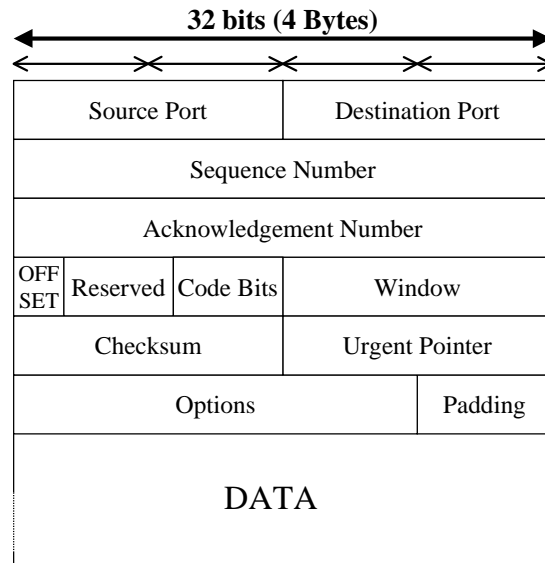 32 bits (4 Bytes)
Source Port
Destination Port
Sequence Number
Acknowledgement Number
OFF
SET
Reserved
Code Bits
Window
Checksum
Urgent Pointer
Options
Padding
DATA